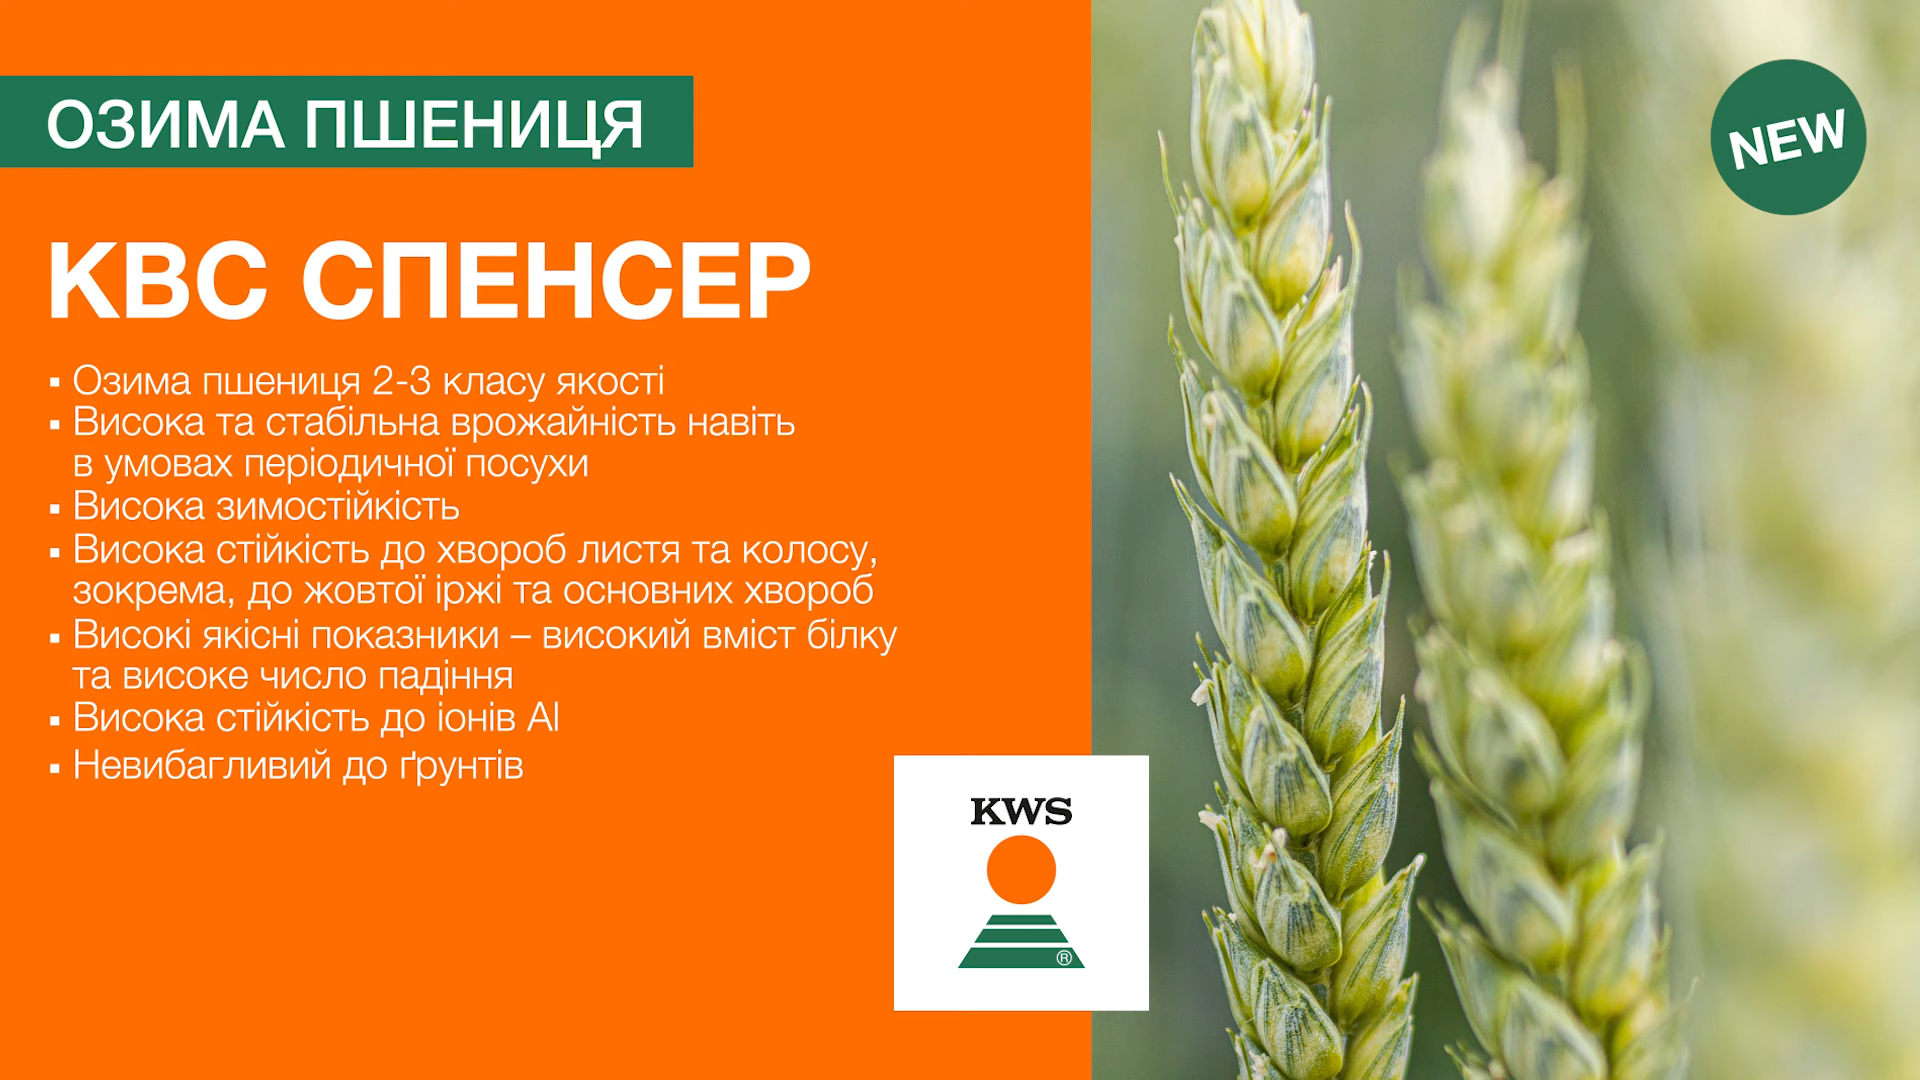 ОЗИМА ПШЕНИЦЯ
NEW
КВС СПЕНСЕР
▪ Озима пшениця 2-3 класу якості
▪ Висока та стабільна врожайність навіть
в умовах періодичної посухи
▪ Висока зимостійкість
▪ Висока стійкість до хвороб листя та колосу,
зокрема, до жовтої іржі та основних хвороб
▪ Високі якісні показники – високий вміст білку
та високе число падіння
▪ Висока стійкість до іонів Al
▪ Невибагливий до ґрунтів
KWS
®